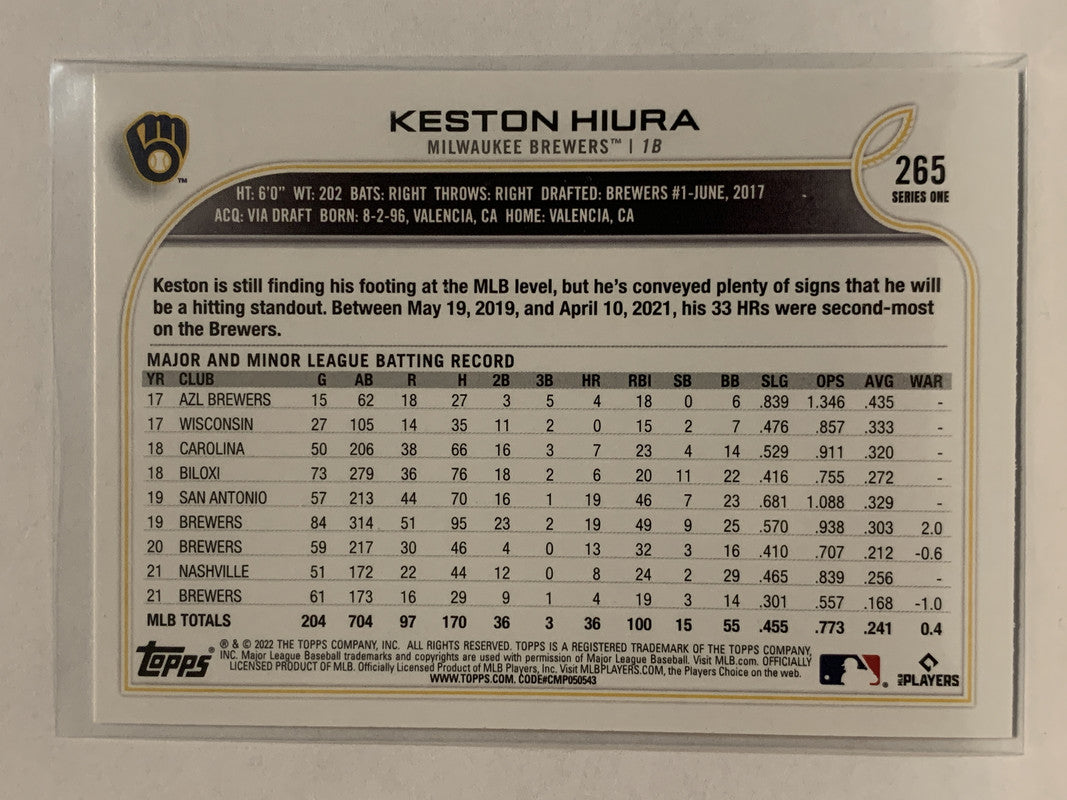 KESTON HIURA
MILWAUKEE BREWERS™ | 1B
265
SERIES ONE
™
HT: 6'0" WT: 202 BATS: RIGHT THROWS: RIGHT DRAFTED: BREWERS #1-JUNE, 2017
ACQ: VIA DRAFT BORN: 8-2-96, VALENCIA, CA HOME: VALENCIA, CA
Keston is still finding his footing at the MLB level, but he's conveyed plenty of signs that he will
be a hitting standout. Between May 19, 2019, and April 10, 2021, his 33 HRs were second-most
on the Brewers.
MAJOR AND MINOR LEAGUE BATTING RECORD
YR CLUB G AB R H 2B 3B HR RBI SB BB SLG OPS AVG WAR
17 AZL BREWERS 15 62 18 27 3 5 4 18 0 6 .839 1.346 .435 -
17 WISCONSIN 27 105 14 35 11 2 0 15 2 7 .476 .857 .333 -
18 CAROLINA 50 206 38 66 16 3 7 23 4 14 .529 .911 .320 -
18 BILOXI 73 279 36 76 18 2 6 20 11 22 .416 .755 .272 -
19 SAN ANTONIO 57 213 44 70 16 1 19 46 7 23 .681 1.088 .329 -
19 BREWERS 84 314 51 95 23 2 19 49 9 25 .570 .938 .303 2.0
20 BREWERS 59 217 30 46 4 0 13 32 3 16 .410 .707 .212 -0.6
21 NASHVILLE 51 172 22 44 12 0 8 24 2 29 .465 .839 .256 -
21 BREWERS 61 173 16 29 9 1 4 19 3 14 .301 .557 .168 -1.0
MLB TOTALS 204 704 97 170 36 3 36 100 15 55 .455 .773 .241 0.4
topps®
® & © 2022 THE TOPPS COMPANY, INC. ALL RIGHTS RESERVED. TOPPS IS A REGISTERED TRADEMARK OF THE TOPPS COMPANY,
INC. Major League Baseball trademarks and copyrights are used with permission of Major League Baseball. Visit MLB.com. OFFICIALLY
LICENSED PRODUCT OF MLB. Officially Licensed Product of MLB Players, Inc. Visit MLBPLAYERS.COM, the Players Choice on the web.
WWW.TOPPS.COM. CODE#CMP050543
®
MLB PLAYERS